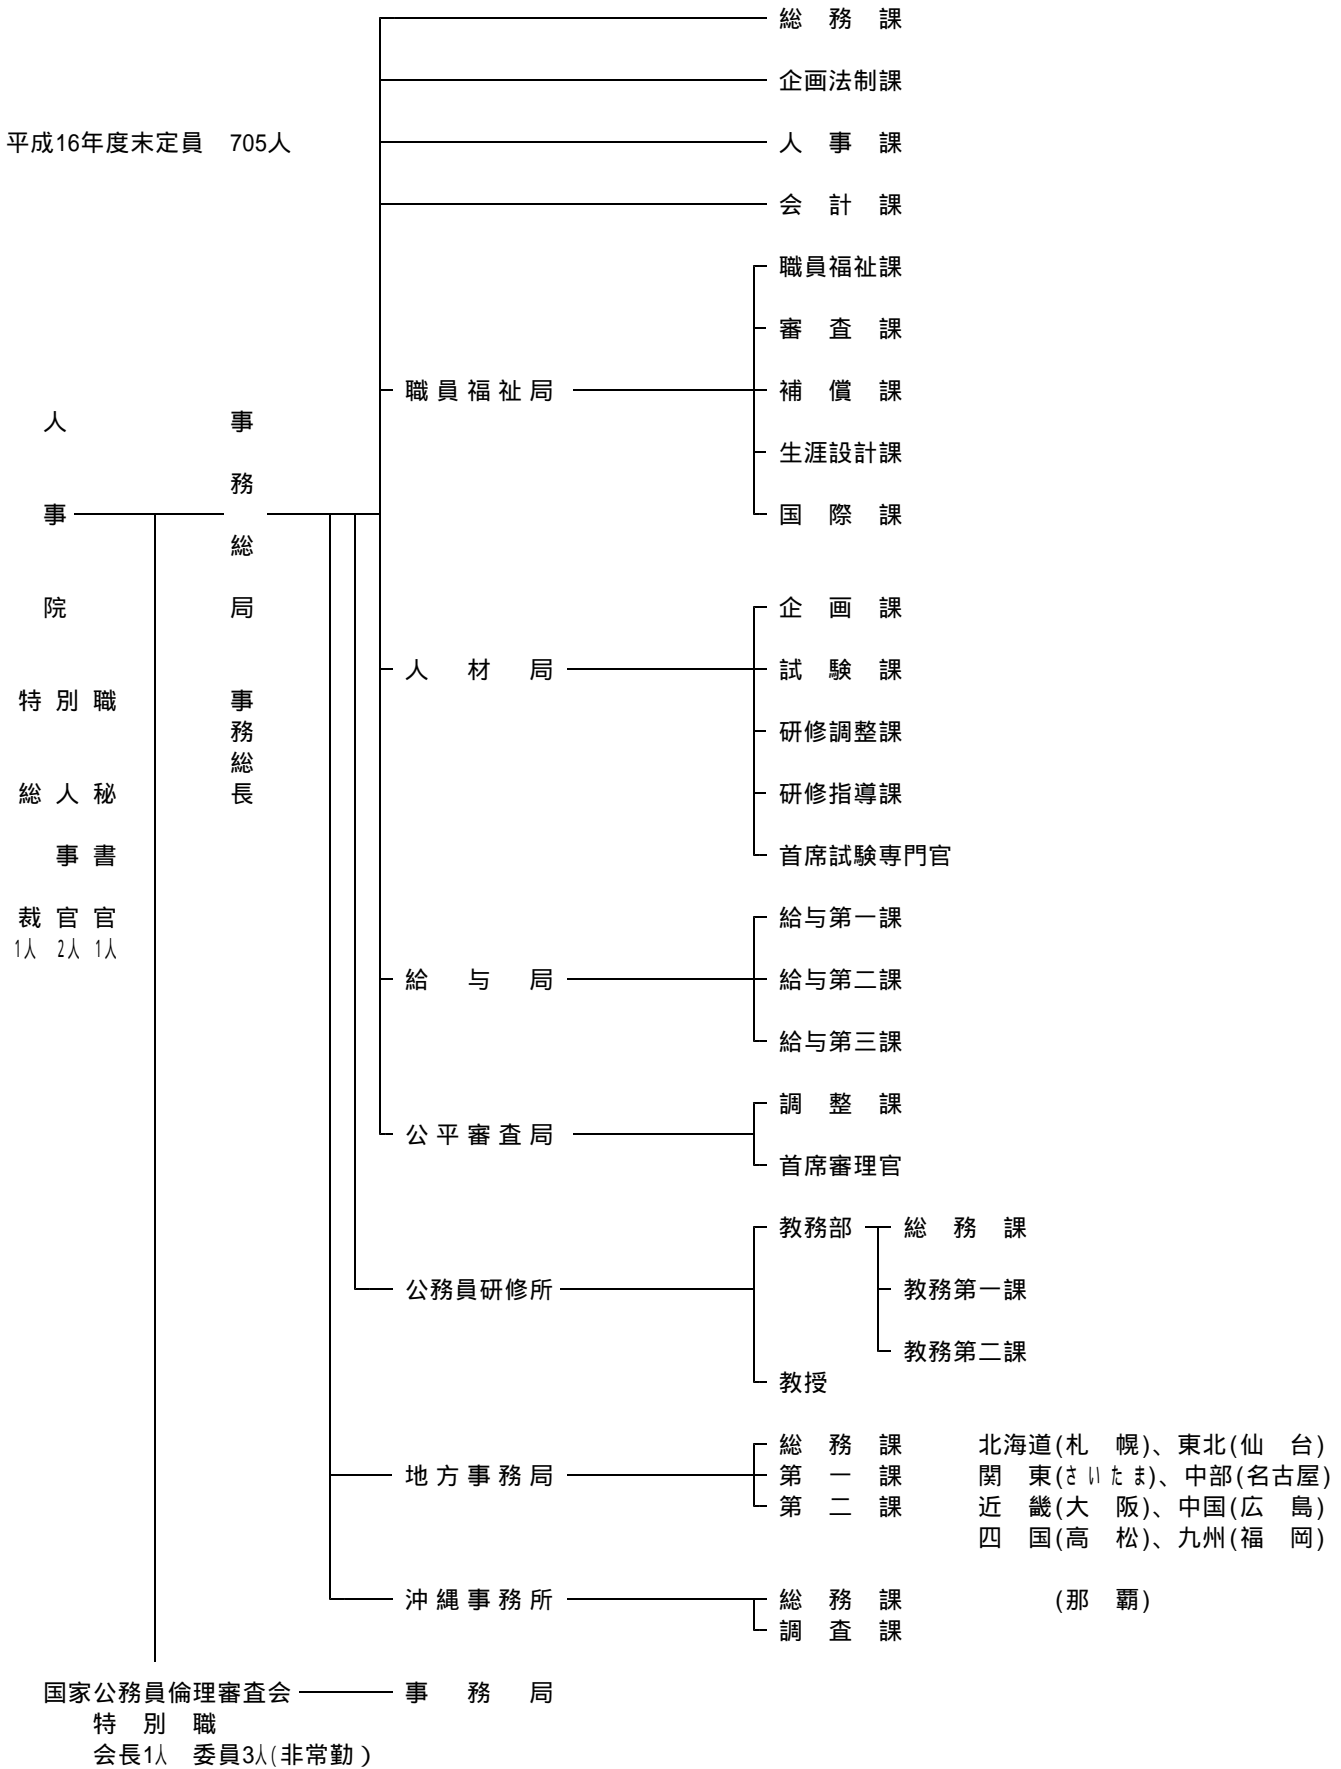 総　務　課
企画法制課
平成16年度末定員　705人
人　事　課
会　計　課
職員福祉課
審　査　課
職員福祉局
補　償　課
生涯設計課
国　際　課
人事院
特別職
総裁 1人
人事官 2人
秘書官 1人
事務総局
事務総長
企　画　課
人　材　局
試　験　課
研修調整課
研修指導課
首席試験専門官
給与第一課
給　与　局
給与第二課
給与第三課
調　整　課
公平審査局
首席審理官
教務部
総　務　課
公務員研修所
教務第一課
教務第二課
教授
総　務　課　北海道(札　幌)、東北(仙　台)
地方事務局　第　一　課　関　東(さいたま)、中部(名古屋)
第　二　課　近　畿(大　阪)、中国(広　島)
四　国(高　松)、九州(福　岡)
沖縄事務所　総　務　課　(那　覇)
調　査　課
国家公務員倫理審査会　事　務　局
特　別　職
会長1人　委員3人(非常勤)